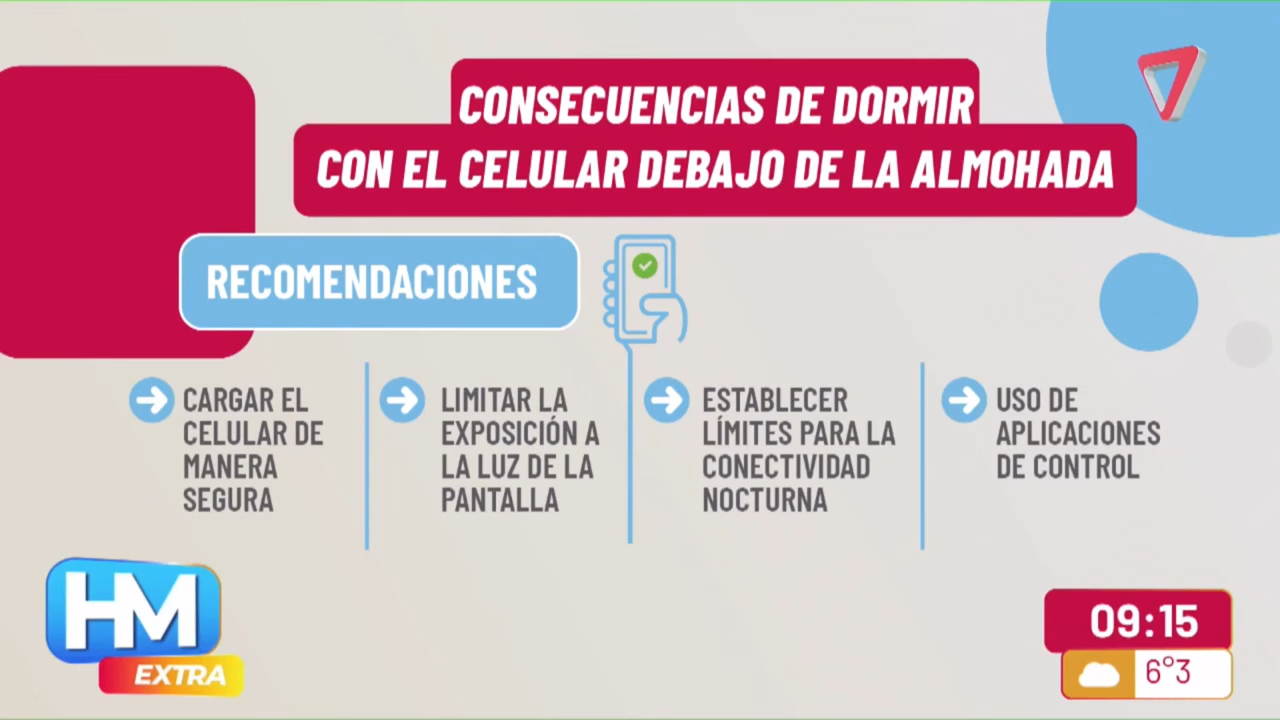 CONSECUENCIAS DE DORMIR
CON EL CELULAR DEBAJO DE LA ALMOHADA
RECOMENDACIONES
CARGAR EL
CELULAR DE
MANERA
SEGURA
LIMITAR LA
EXPOSICIÓN A
LA LUZ DE LA
PANTALLA
ESTABLECER
LÍMITES PARA LA
CONECTIVIDAD
NOCTURNA
USO DE
APLICACIONES
DE CONTROL
HM
EXTRA
09:15
6°3